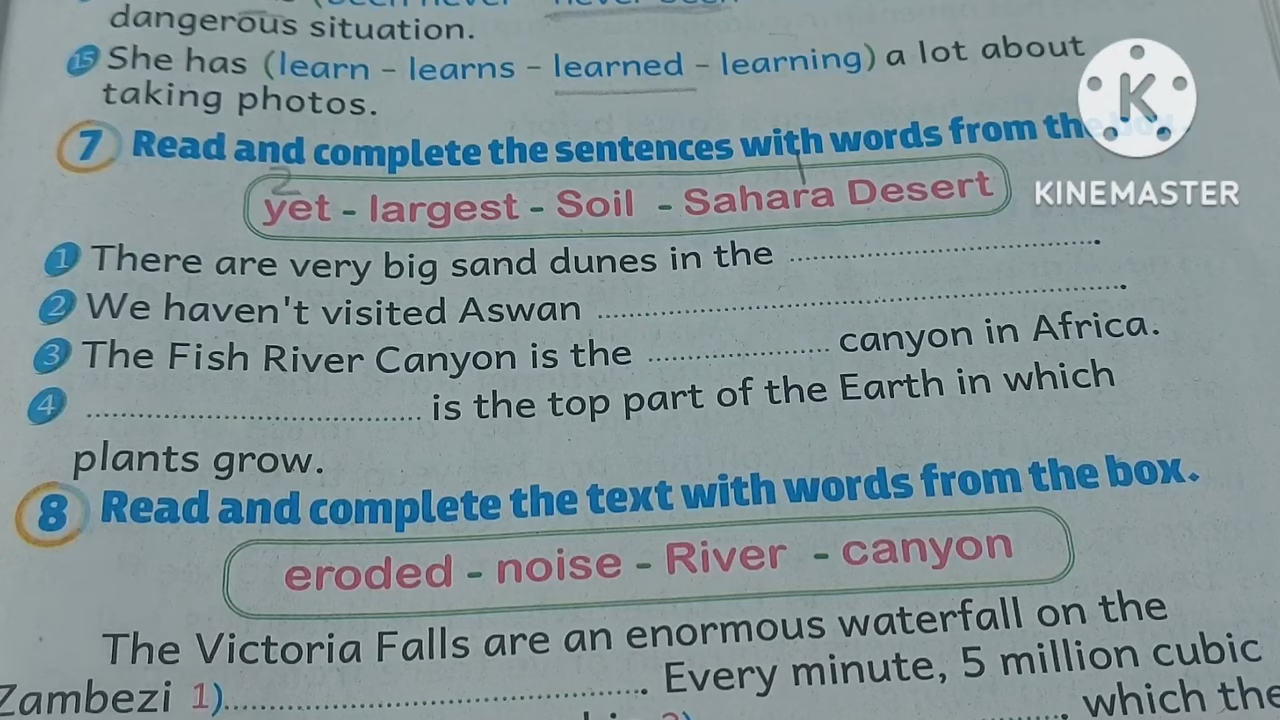 dangerous situation.
15 She has (learn - learns - learned - learning) a lot about
taking photos.
7 Read and complete the sentences with words from the
2 1
yet - largest - Soil - Sahara Desert
K
KINEMASTER
1 There are very big sand dunes in the ..............................
2 We haven't visited Aswan ..............................
3 The Fish River Canyon is the .................... canyon in Africa.
4 .............................. is the top part of the Earth in which
plants grow.
8 Read and complete the text with words from the box.
eroded - noise - River - canyon
The Victoria Falls are an enormous waterfall on the
Zambezi 1).............................. Every minute, 5 million cubic
which the